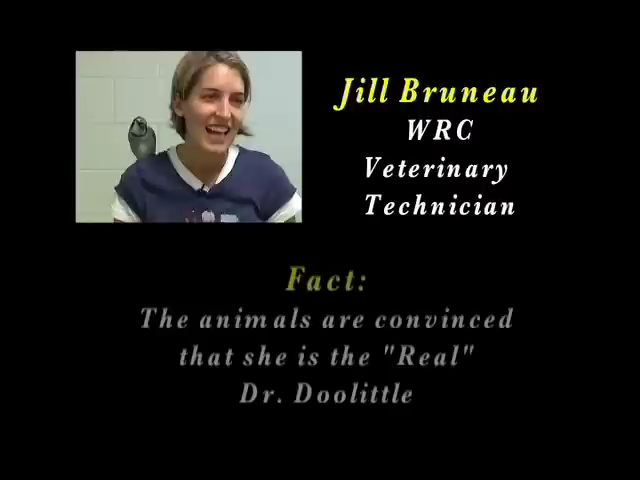 Jill Bruneau
WRC
Veterinary
Technician
Fact:
The animals are convinced
that she is the "Real"
Dr. Doolittle